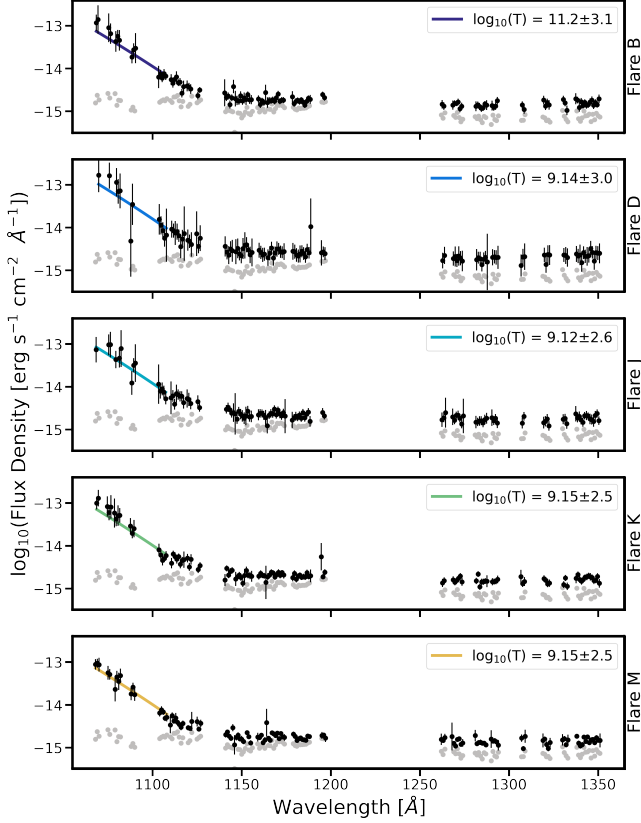 −13
−14
−15
log₁₀(T) = 11.2±3.1
Flare B
−13
−14
−15
log₁₀(T) = 9.14±3.0
Flare D
−13
−14
−15
log₁₀(T) = 9.12±2.6
Flare J
−13
−14
−15
log₁₀(T) = 9.15±2.5
Flare K
−13
−14
−15
log₁₀(T) = 9.15±2.5
Flare M
1100 1150 1200 1250 1300 1350
Wavelength [Å]
log₁₀(Flux Density [erg s⁻¹ cm⁻² Å⁻¹])